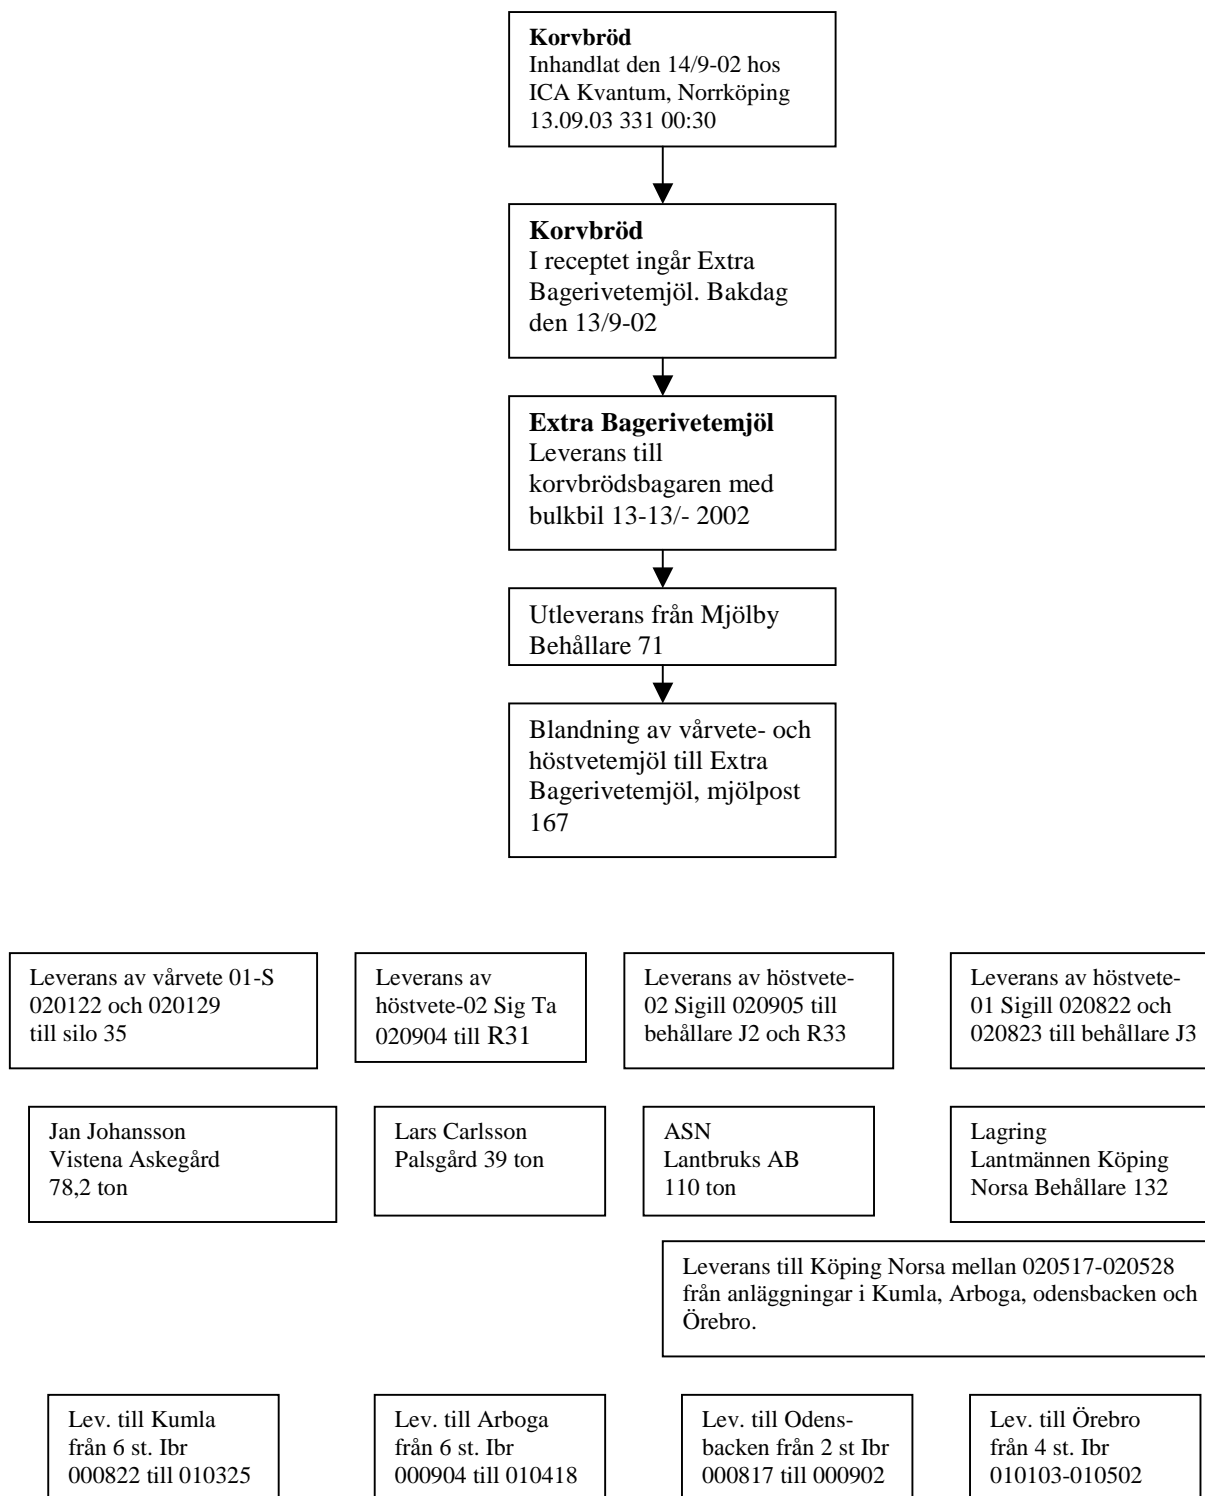 Korvbröd
Inhandlat den 14/9-02 hos
ICA Kvantum, Norrköping
13.09.03 331 00:30
Korvbröd
I receptet ingår Extra
Bagerivetemjöl. Bakdag
den 13/9-02
Extra Bagerivetemjöl
Leverans till
korvbrödsbagaren med
bulkbil 13-13/- 2002
Utleverans från Mjölby
Behållare 71
Blandning av vårvete- och
höstvetemjöl till Extra
Bagerivetemjöl, mjölpost
167
Leverans av vårvete 01-S
020122 och 020129
till silo 35
Leverans av
höstvete-02 Sig Ta
020904 till R31
Leverans av höstvete-
02 Sigill 020905 till
behållare J2 och R33
Leverans av höstvete-
01 Sigill 020822 och
020823 till behållare J3
Jan Johansson
Vistena Askegård
78,2 ton
Lars Carlsson
Palsgård 39 ton
ASN
Lantbruks AB
110 ton
Lagring
Lantmännen Köping
Norsa Behållare 132
Leverans till Köping Norsa mellan 020517-020528
från anläggningar i Kumla, Arboga, odensbacken och
Örebro.
Lev. till Kumla
från 6 st. Ibr
000822 till 010325
Lev. till Arboga
från 6 st. Ibr
000904 till 010418
Lev. till Odens-
backen från 2 st Ibr
000817 till 000902
Lev. till Örebro
från 4 st. Ibr
010103-010502